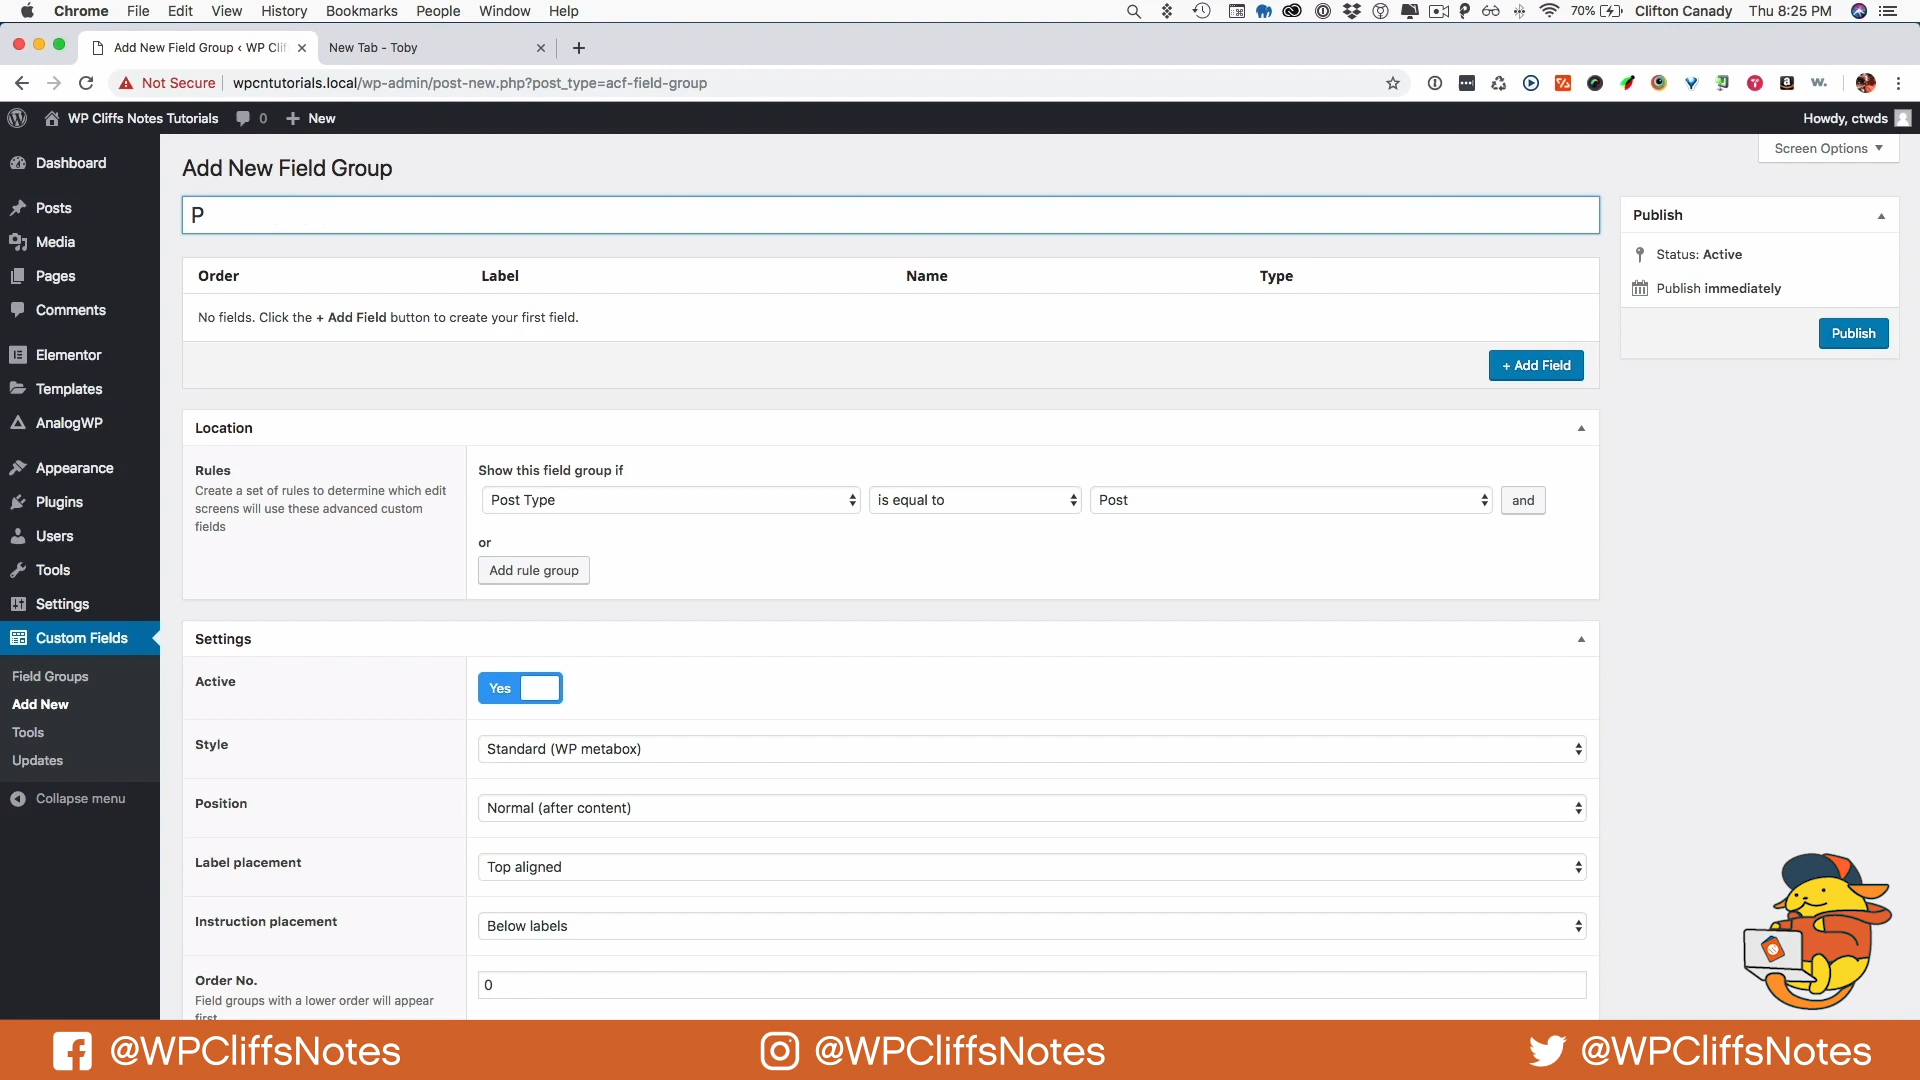 Chrome File Edit View History Bookmarks People Window Help 70% Clifton Canady Thu 8:25 PM
Add New Field Group ‹ WP Clif New Tab - Toby
Not Secure wpcntutorials.local/wp-admin/post-new.php?post_type=acf-field-group
WP Cliffs Notes Tutorials 0 New Howdy, ctwds
Screen Options
Dashboard
Posts
Media
Pages
Comments
Elementor
Templates
AnalogWP
Appearance
Plugins
Users
Tools
Settings
Custom Fields
Field Groups
Add New
Tools
Updates
Collapse menu
Add New Field Group
P
Order Label Name Type
No fields. Click the + Add Field button to create your first field.
+ Add Field
Location
Rules
Create a set of rules to determine which edit
screens will use these advanced custom
fields
Show this field group if
Post Type is equal to Post and
or
Add rule group
Settings
Active Yes
Style Standard (WP metabox)
Position Normal (after content)
Label placement Top aligned
Instruction placement Below labels
Order No.
Field groups with a lower order will appear
first
0
Publish
Status: Active
Publish immediately
Publish
@WPCliffsNotes @WPCliffsNotes @WPCliffsNotes